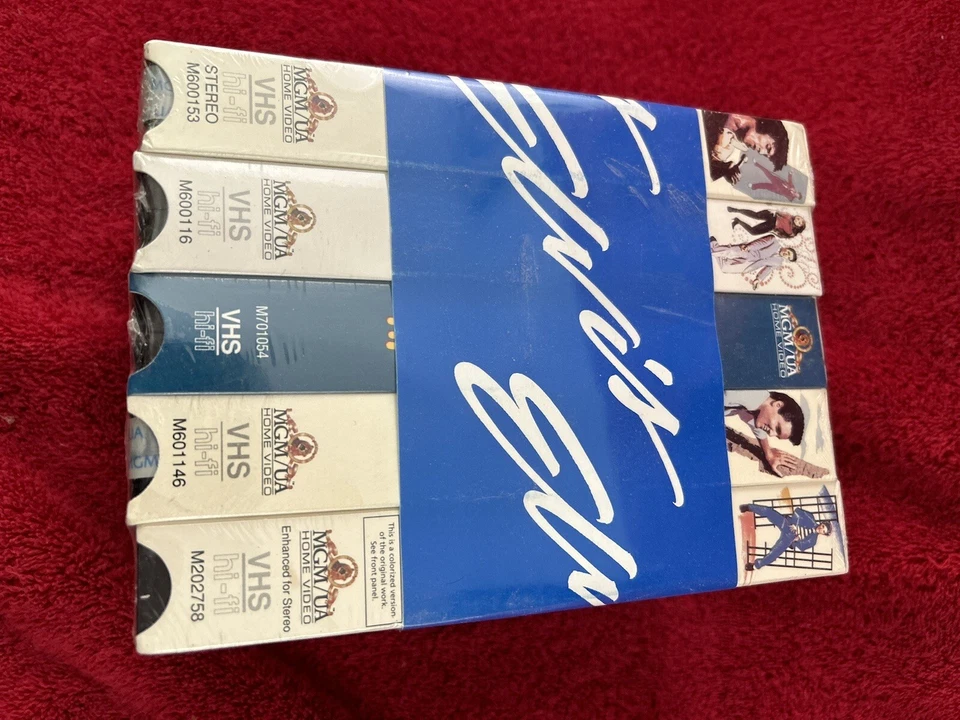 MGM/UA
HOME VIDEO
VHS
hi-fi
STEREO
M600153
MGM/UA
HOME VIDEO
VHS
hi-fi
M600116
M701054
VHS
hi-fi
MGM/UA
HOME VIDEO
VHS
hi-fi
M601146
This is a colorized version
of the original work.
See front panel.
MGM/UA
HOME VIDEO
Enhanced for Stereo
VHS
hi-fi
M202758
Elvis
MGM/UA
HOME VIDEO
MGM